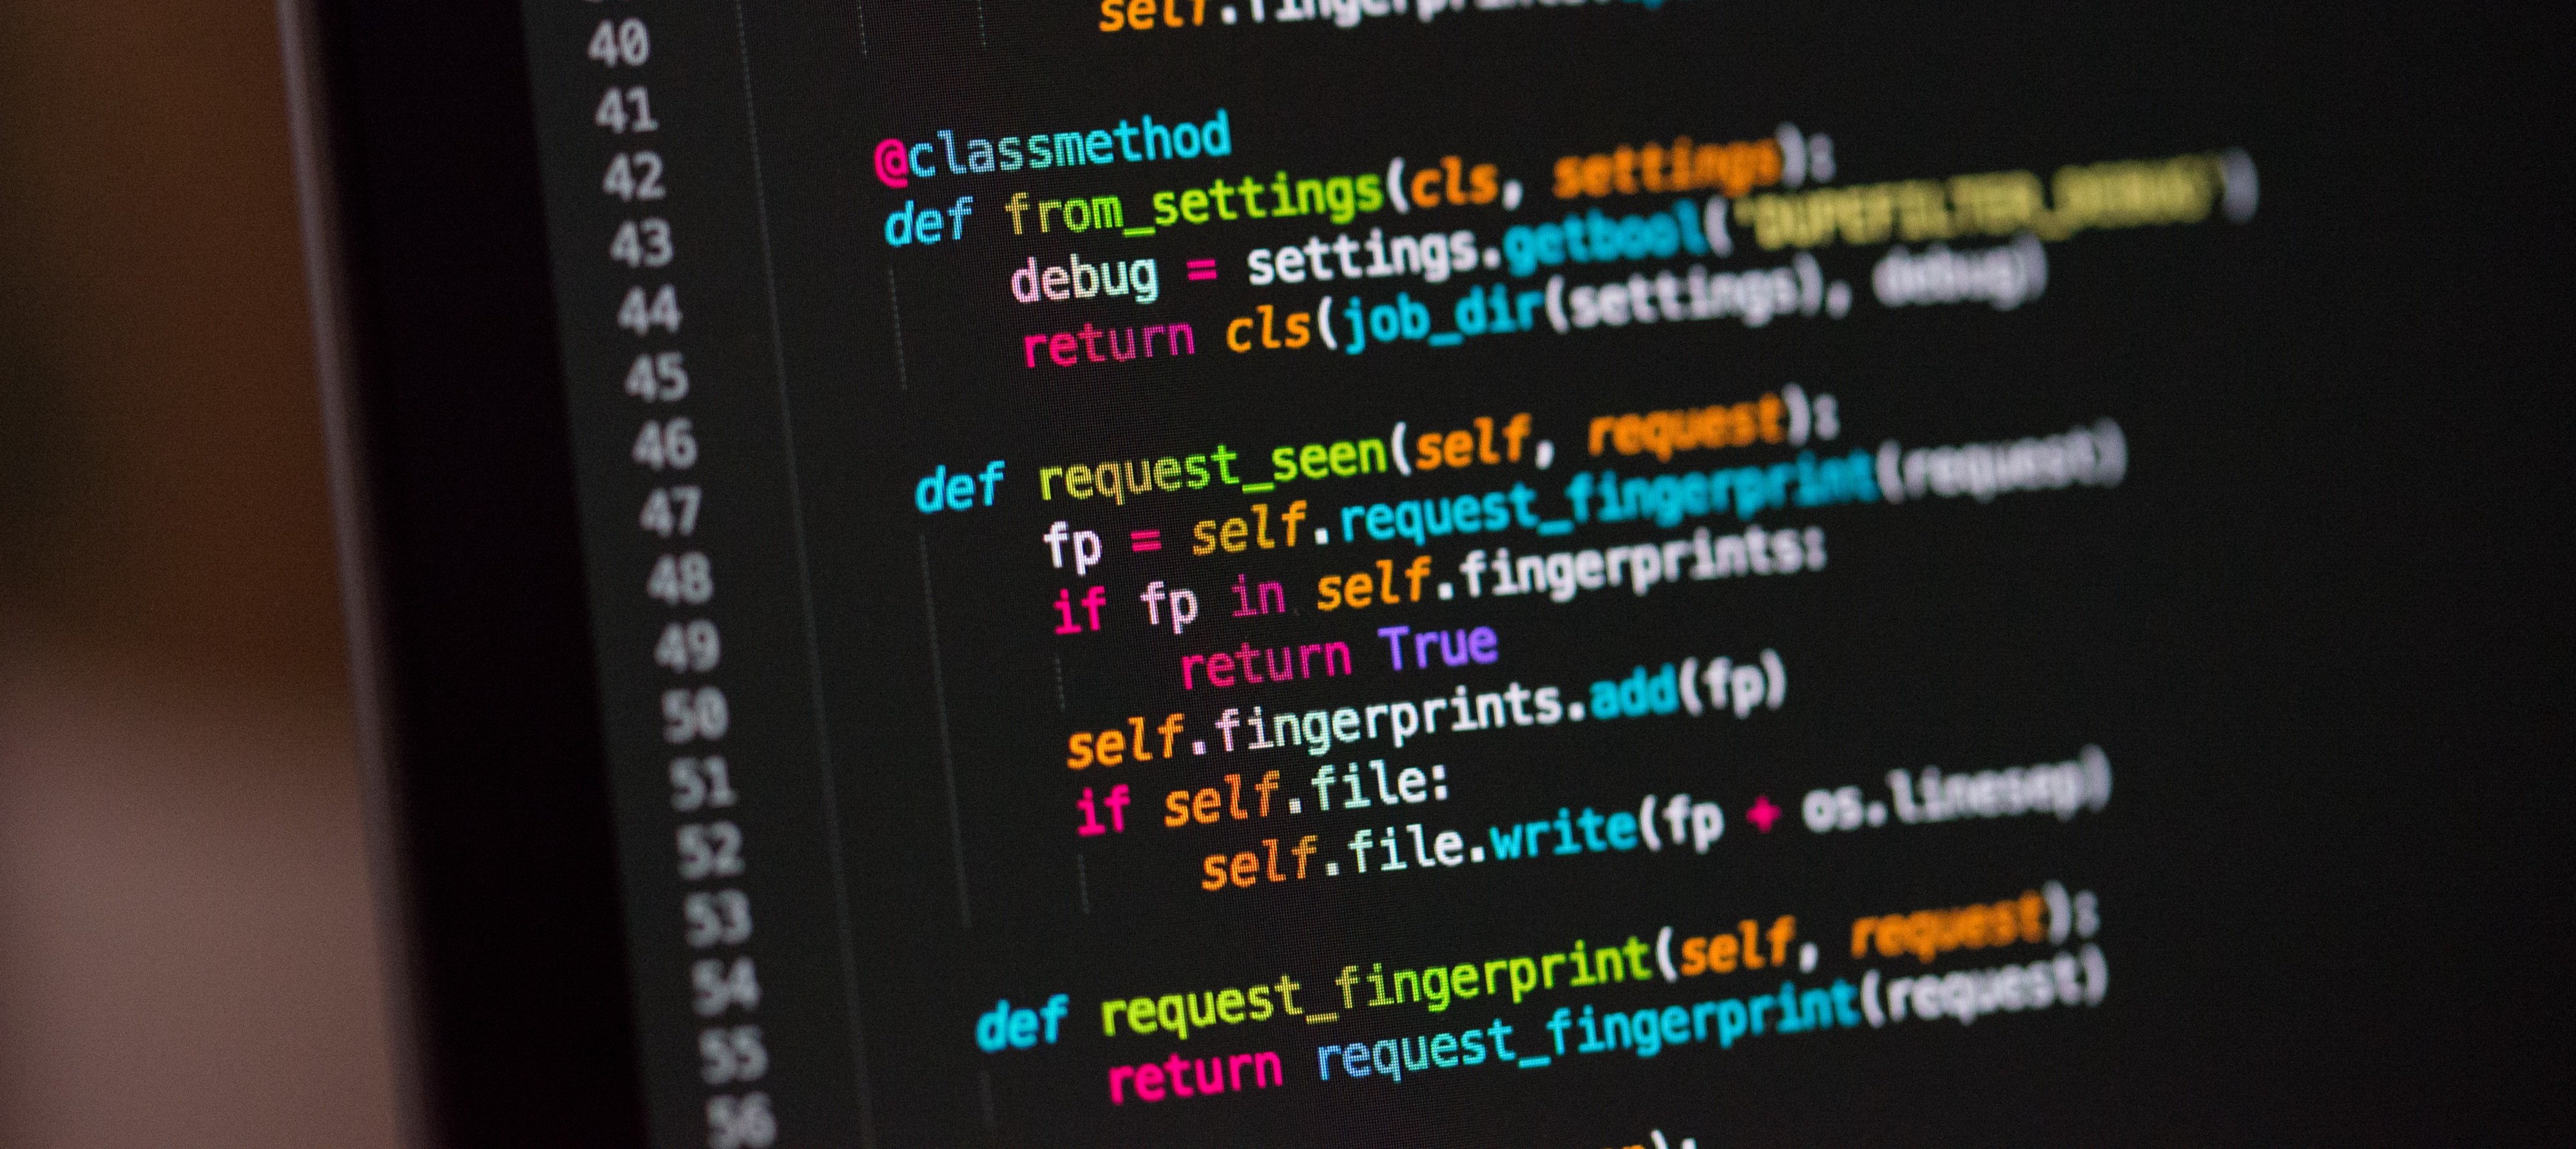 40 self.fingerprints.
41
42 @classmethod
43 def from_settings(cls, settings):
44 debug = settings.getbool('DUPEFILTER_DEBUG')
45 return cls(job_dir(settings), debug)
46
47 def request_seen(self, request):
48 fp = self.request_fingerprint(request)
49 if fp in self.fingerprints:
50 return True
51 self.fingerprints.add(fp)
52 if self.file:
53 self.file.write(fp + os.linesep)
54
55 def request_fingerprint(self, request):
56 return request_fingerprint(request)